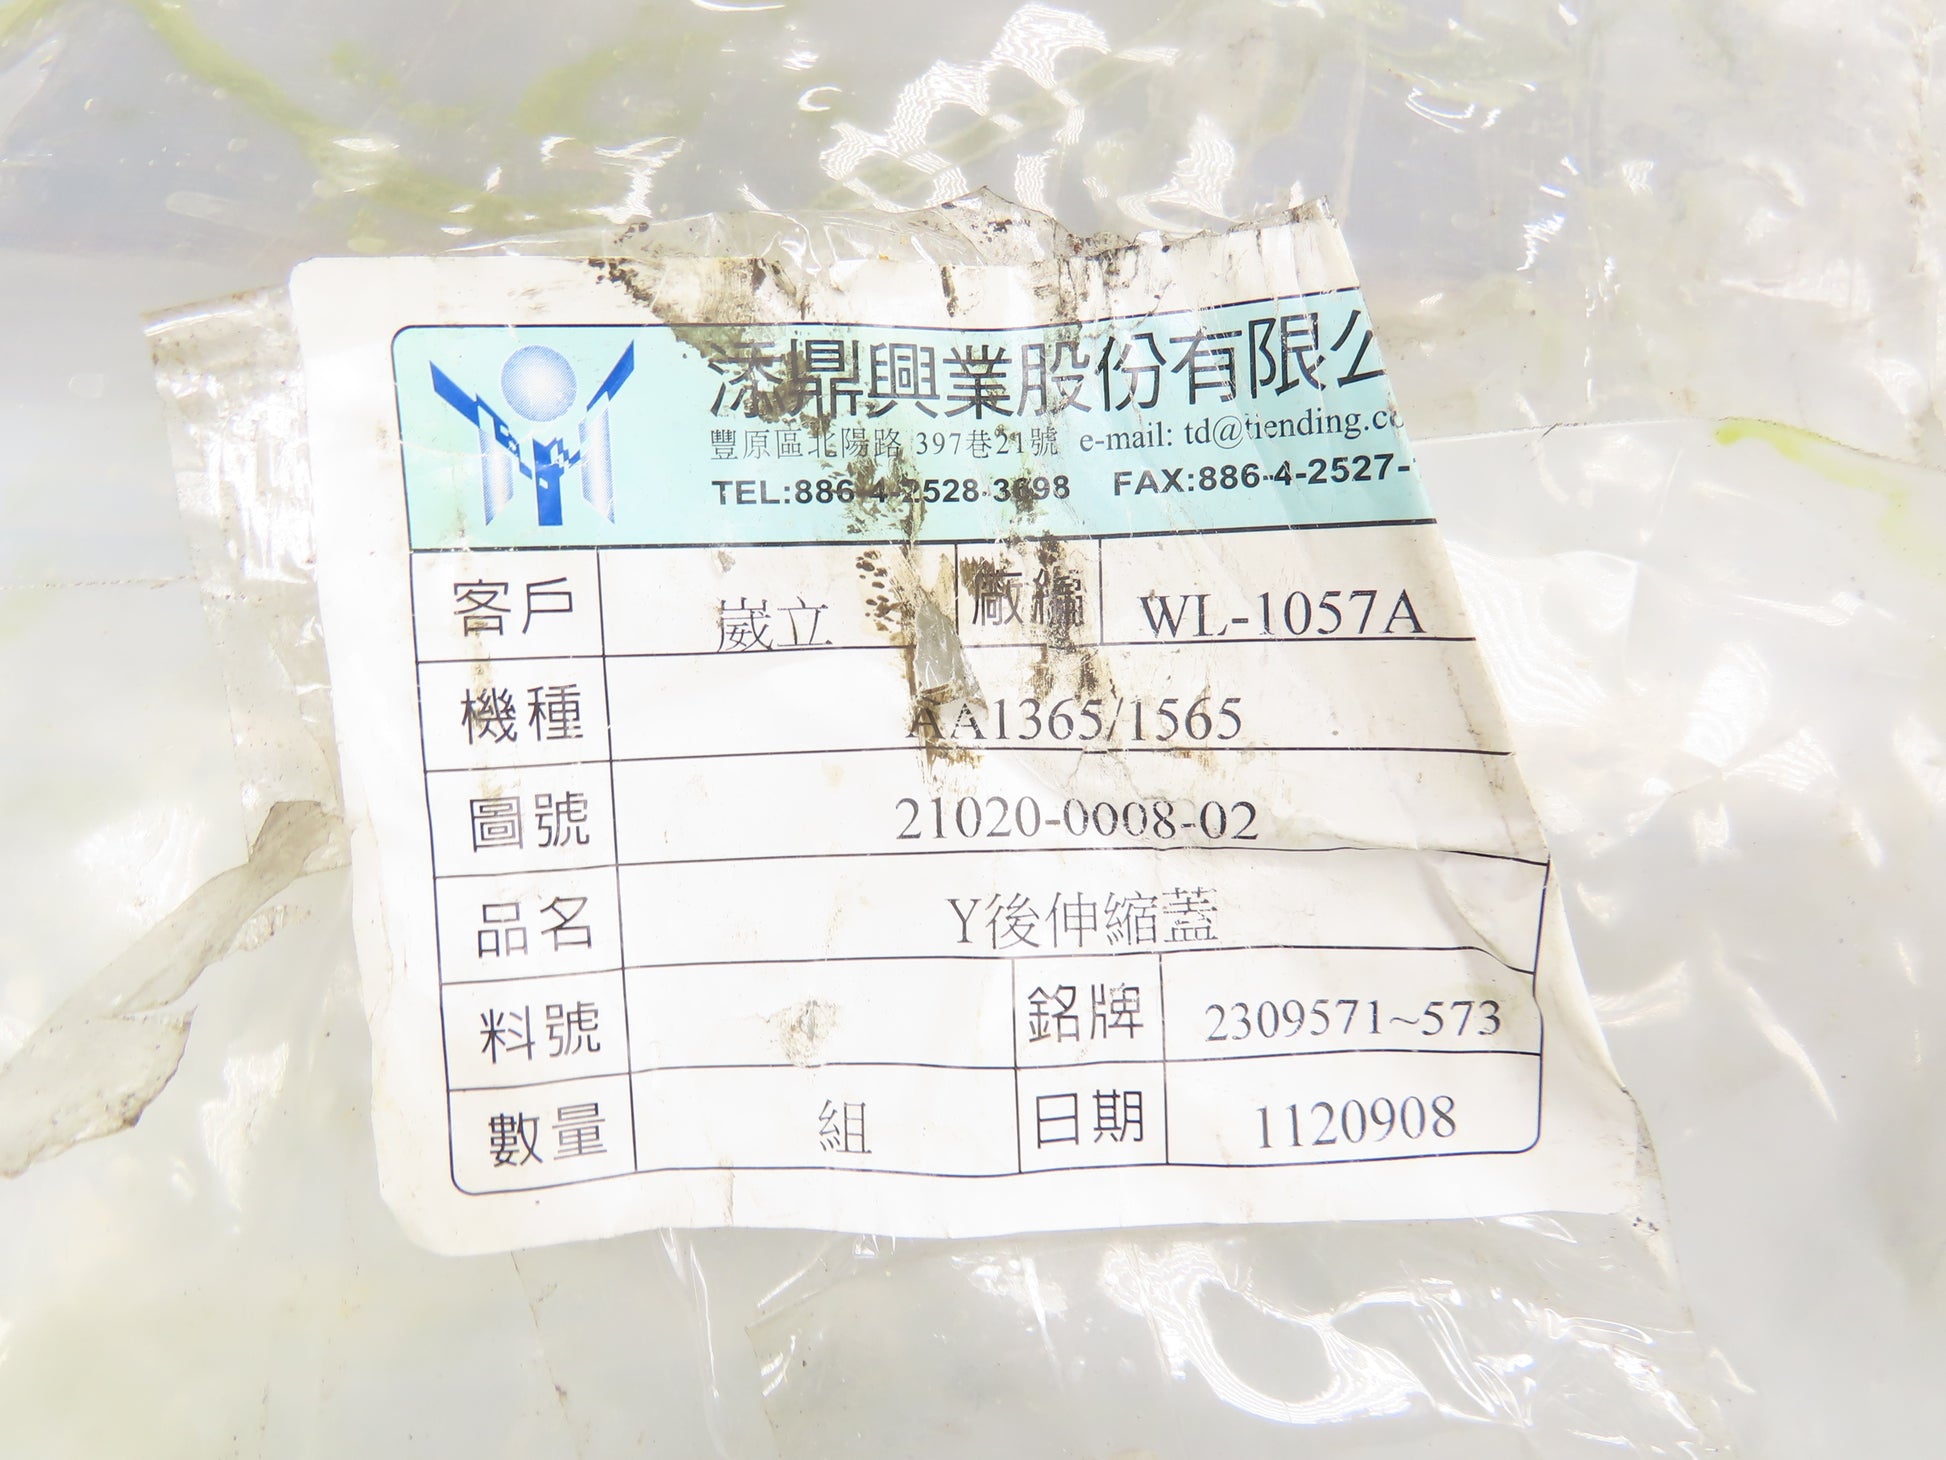 添鼎興業股份有限公
豐原區北陽路 397巷21號 e-mail: td@tiending.co
TEL:886-4-2528-3698 FAX:886-4-2527-
客戶 崴立 廠編 WL-1057A
機種 AA1365/1565
圖號 21020-0008-02
品名 Y後伸縮蓋
料號 銘牌 2309571~573
數量 組 日期 1120908